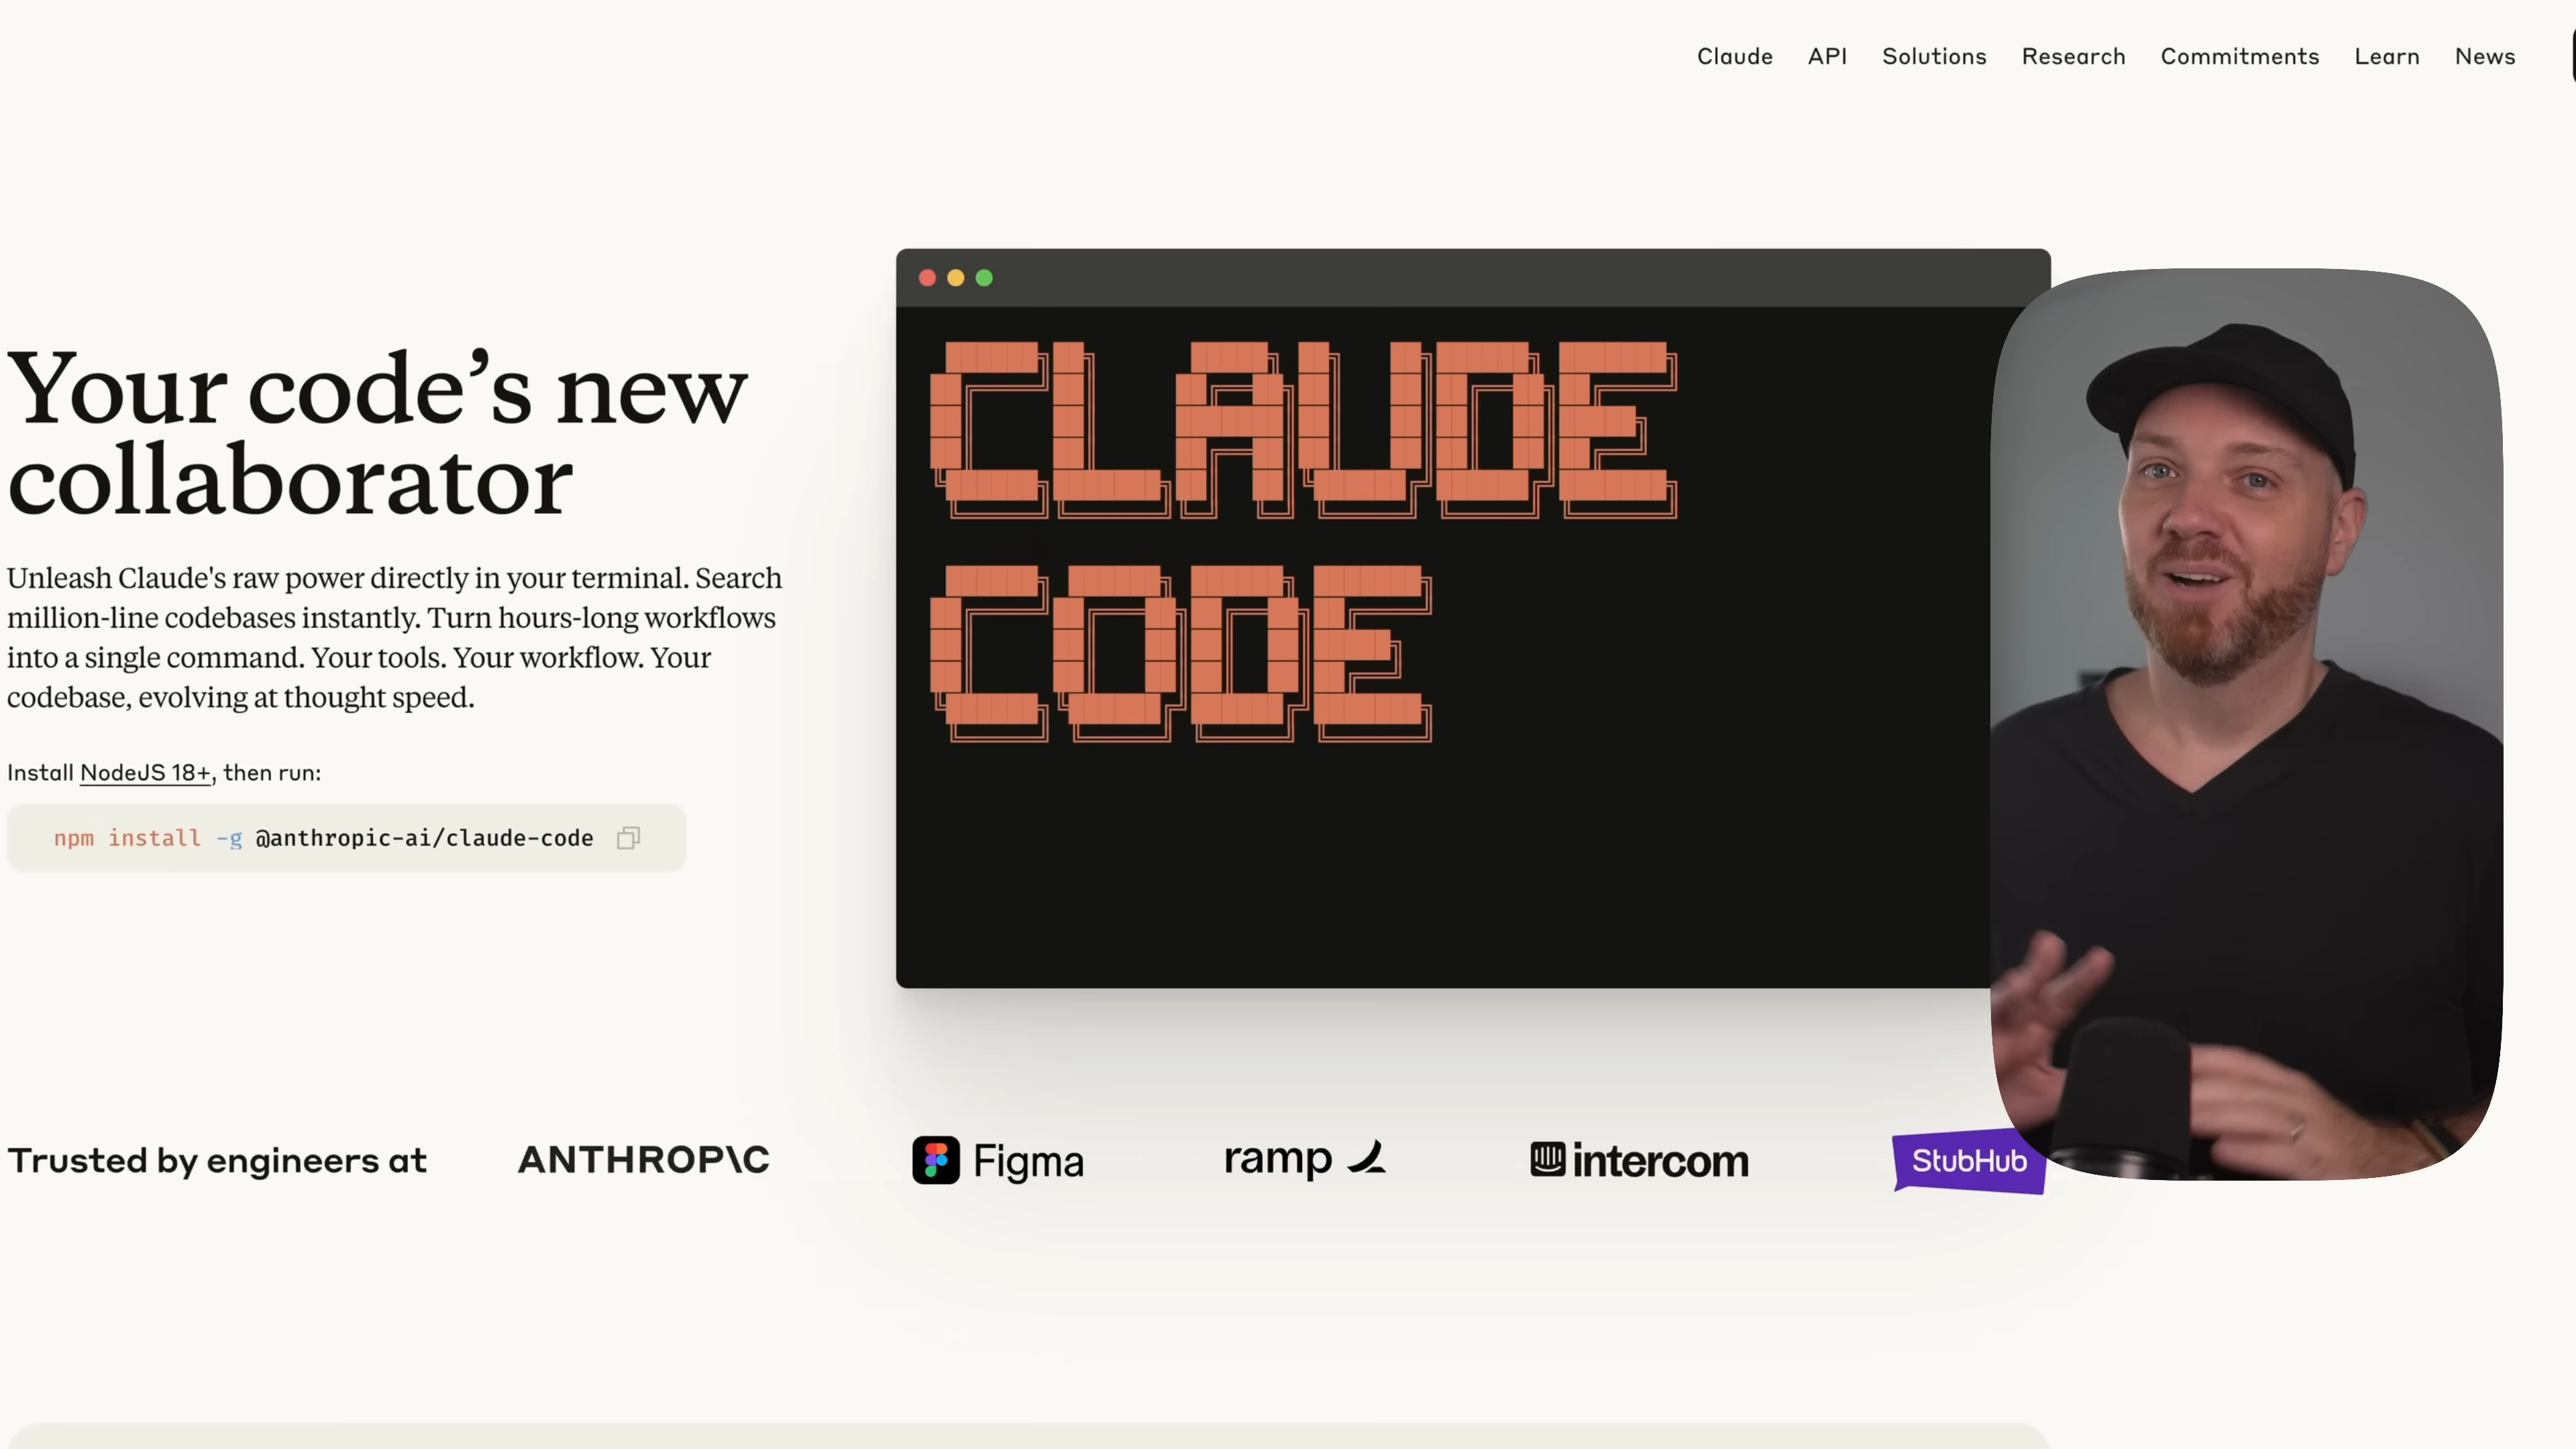 Claude API Solutions Research Commitments Learn News
Your code’s new
collaborator
Unleash Claude's raw power directly in your terminal. Search
million-line codebases instantly. Turn hours-long workflows
into a single command. Your tools. Your workflow. Your
codebase, evolving at thought speed.
Install NodeJS 18+, then run:
npm install -g @anthropic-ai/claude-code
CLAUDE
CODE
Trusted by engineers at ANTHROP\C Figma ramp intercom StubHub